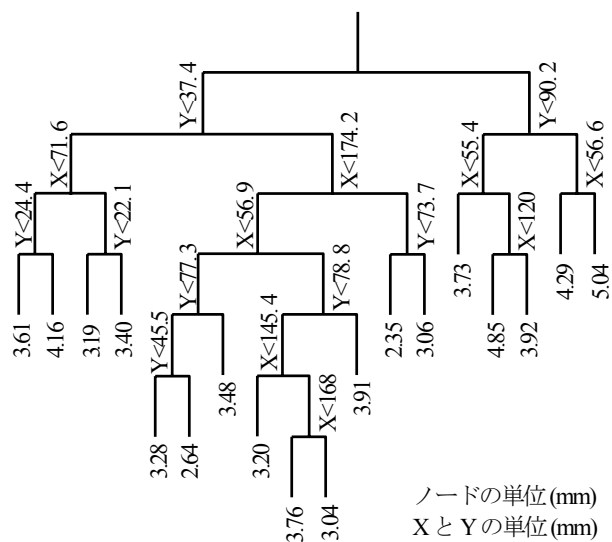 Y<37.4
Y<90.2
X<71.6
X<174.2
X<55.4
X<56.6
Y<24.4
Y<22.1
X<56.9
Y<73.7
X<120
3.73
4.29
5.04
3.61
4.16
3.19
3.40
Y<77.3
Y<78.8
2.35
3.06
4.85
3.92
Y<45.5
3.48
X<145.4
3.91
3.28
2.64
3.20
X<168
3.76
3.04
ノードの単位(mm)
XとYの単位(mm)